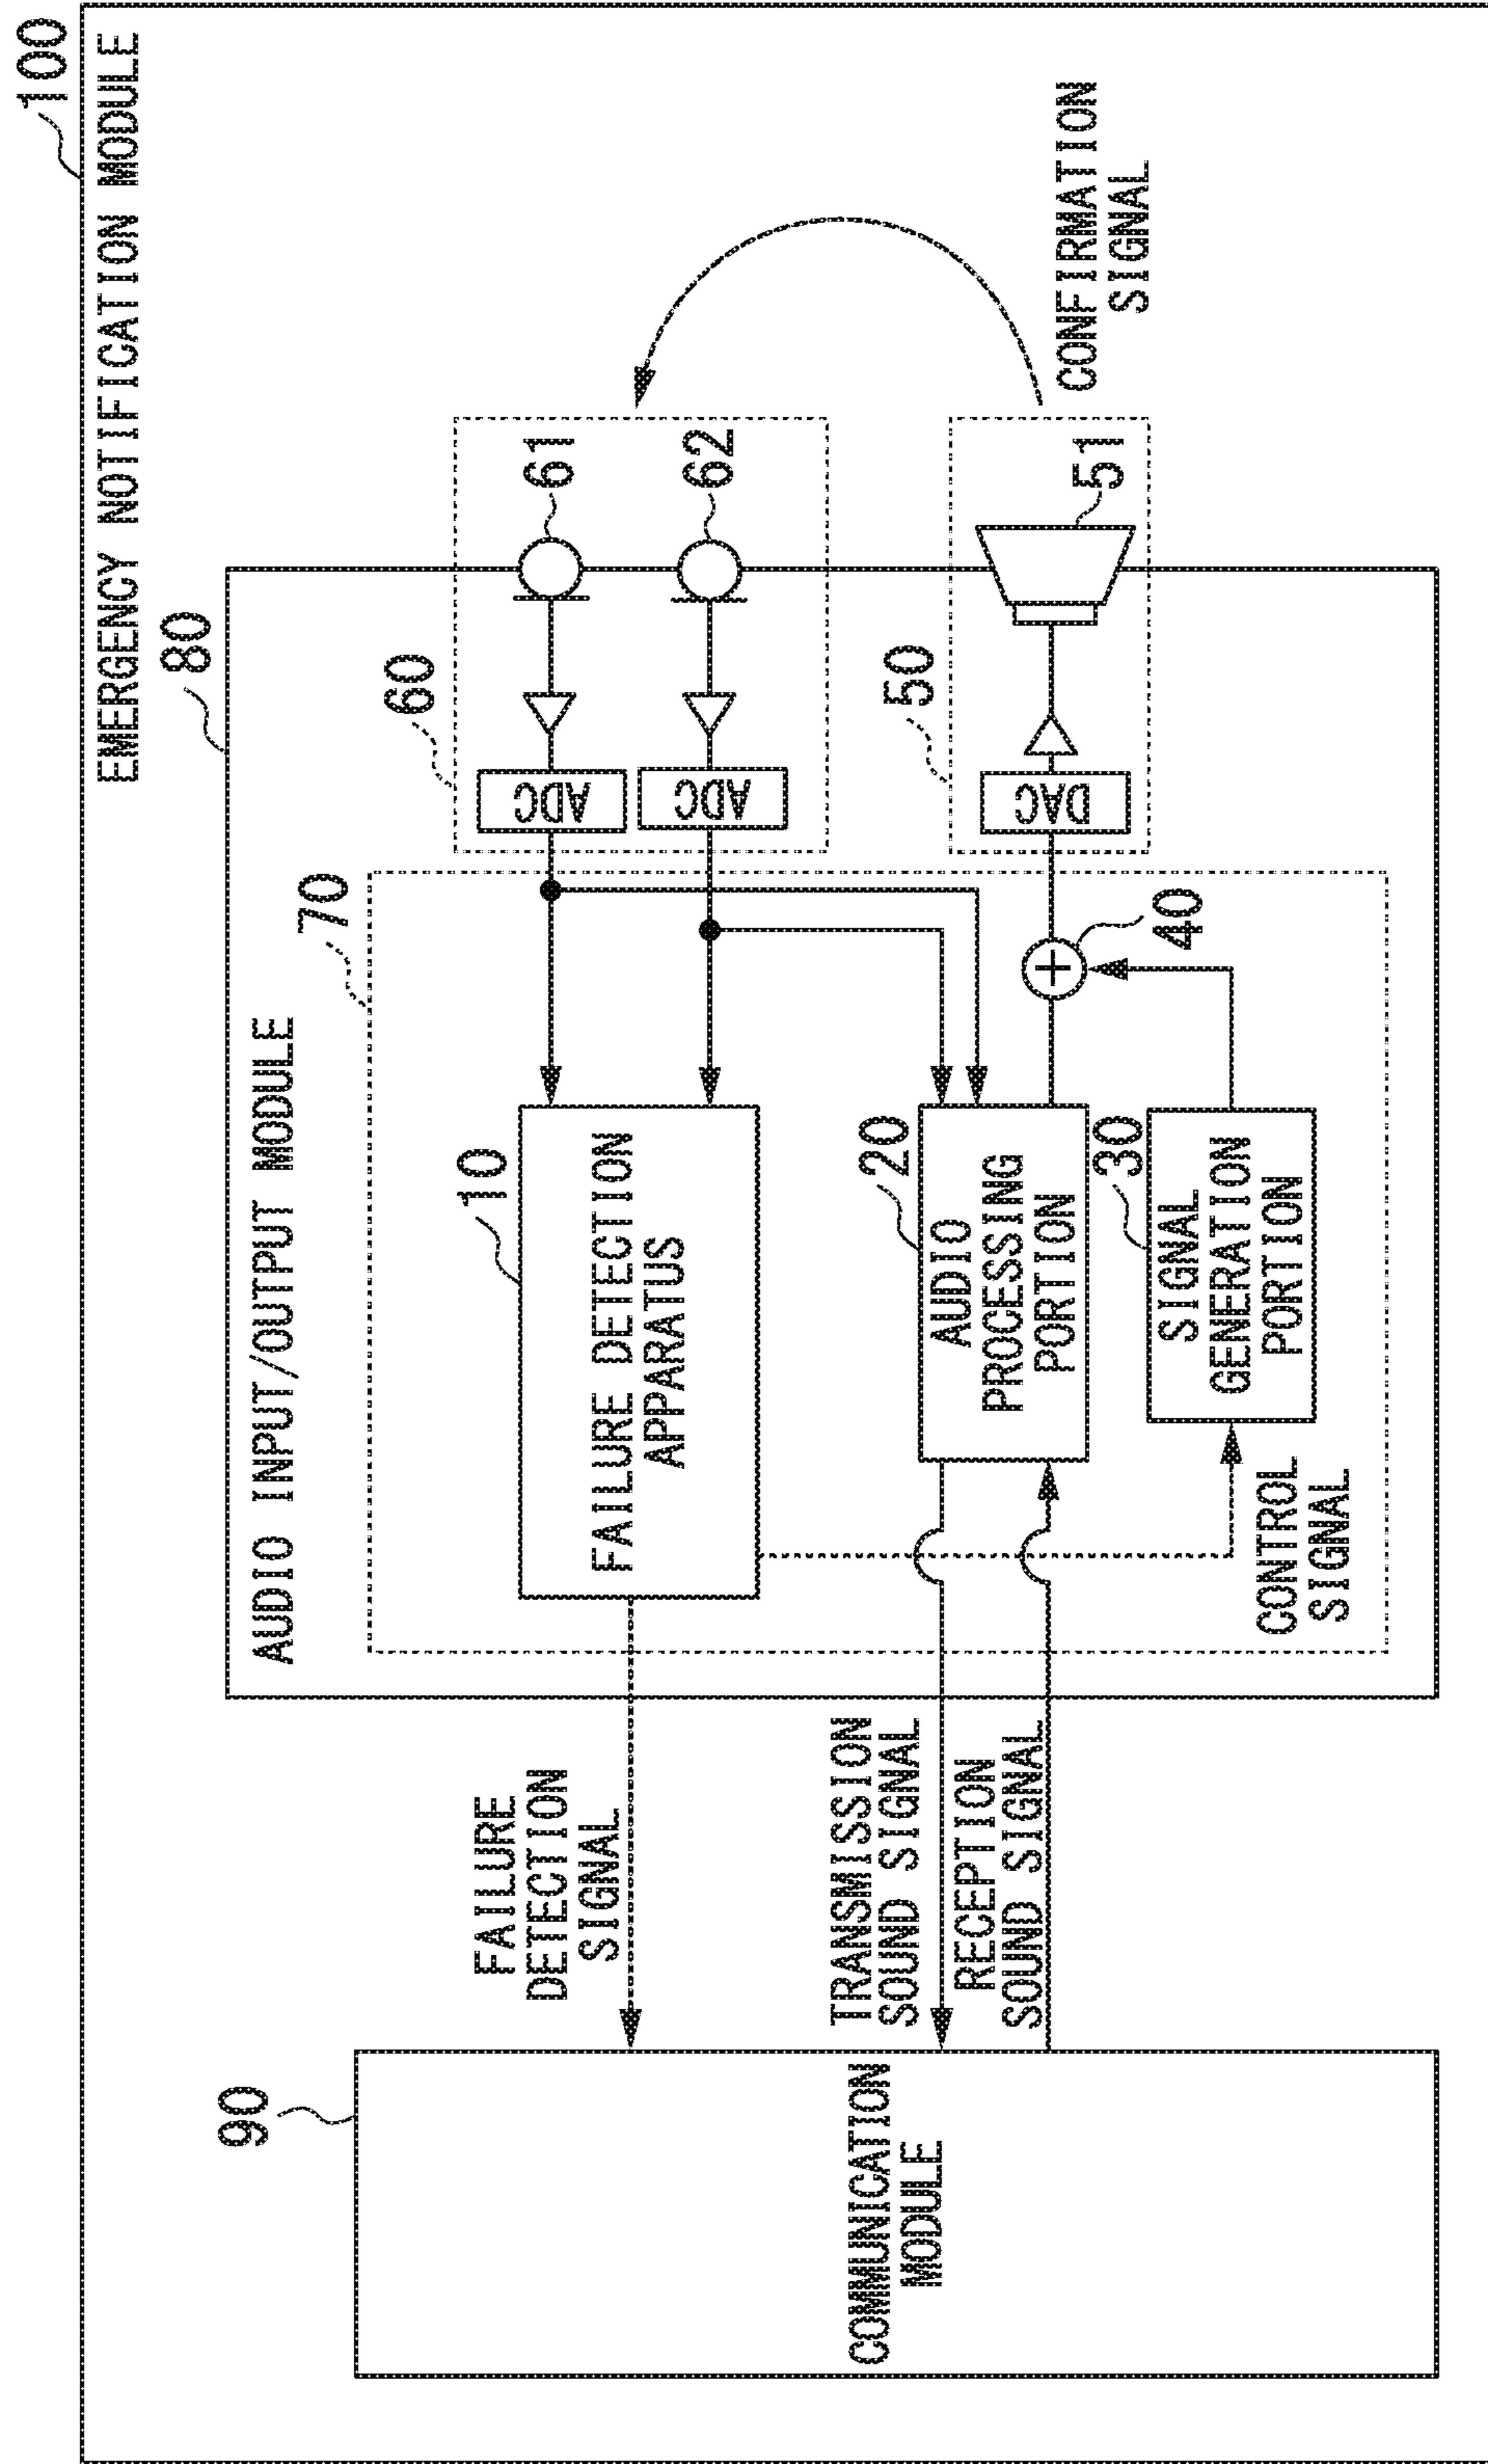 100
EMERGENCY NOTIFICATION MODULE
80
AUDIO INPUT/OUTPUT MODULE
90
COMMUNICATION
MODULE
FAILURE
DETECTION
SIGNAL
TRANSMISSION
SOUND SIGNAL
RECEPTION
SOUND SIGNAL
70
10
FAILURE DETECTION
APPARATUS
20
AUDIO
PROCESSING
PORTION
30
SIGNAL
GENERATION
PORTION
CONTROL
SIGNAL
40
+
60
ADC
ADC
61
62
50
DAC
51
CONFIRMATION
SIGNAL